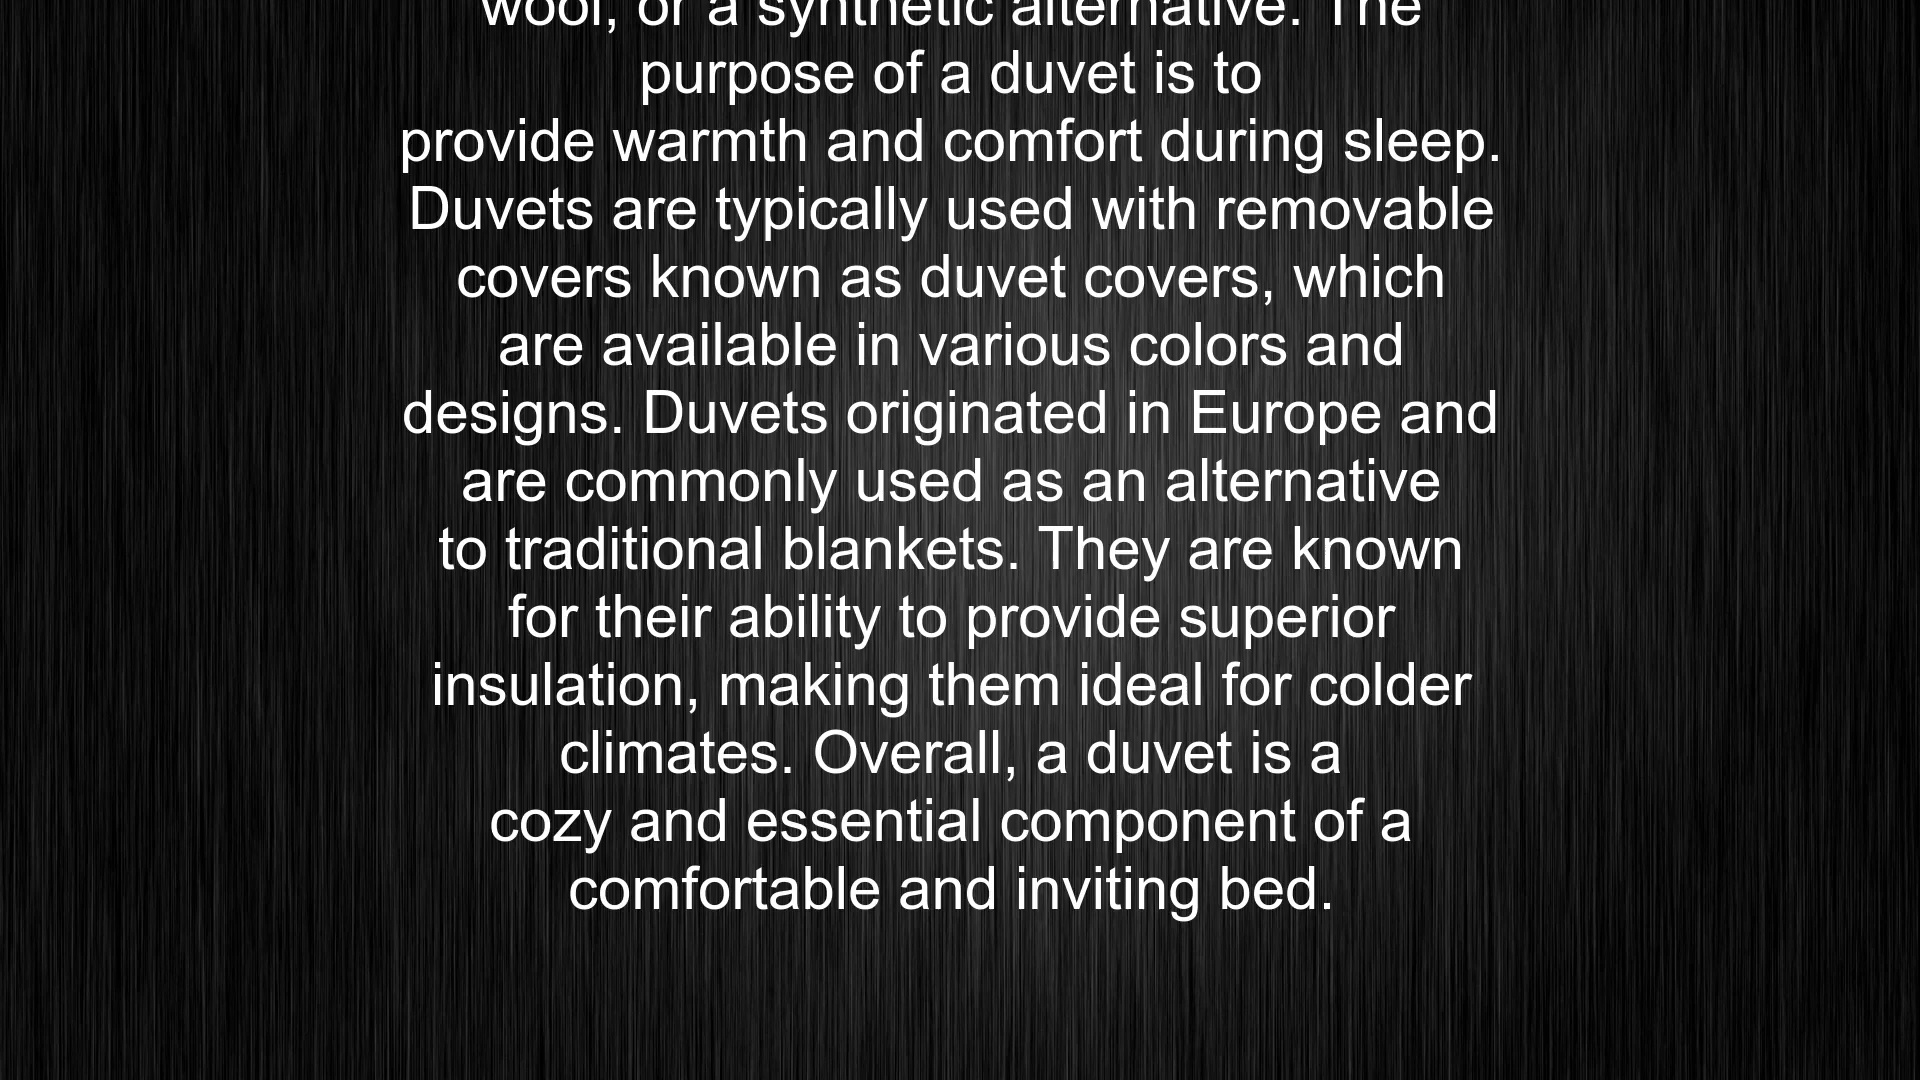 wool, or a synthetic alternative. The
purpose of a duvet is to
provide warmth and comfort during sleep.
Duvets are typically used with removable
covers known as duvet covers, which
are available in various colors and
designs. Duvets originated in Europe and
are commonly used as an alternative
to traditional blankets. They are known
for their ability to provide superior
insulation, making them ideal for colder
climates. Overall, a duvet is a
cozy and essential component of a
comfortable and inviting bed.